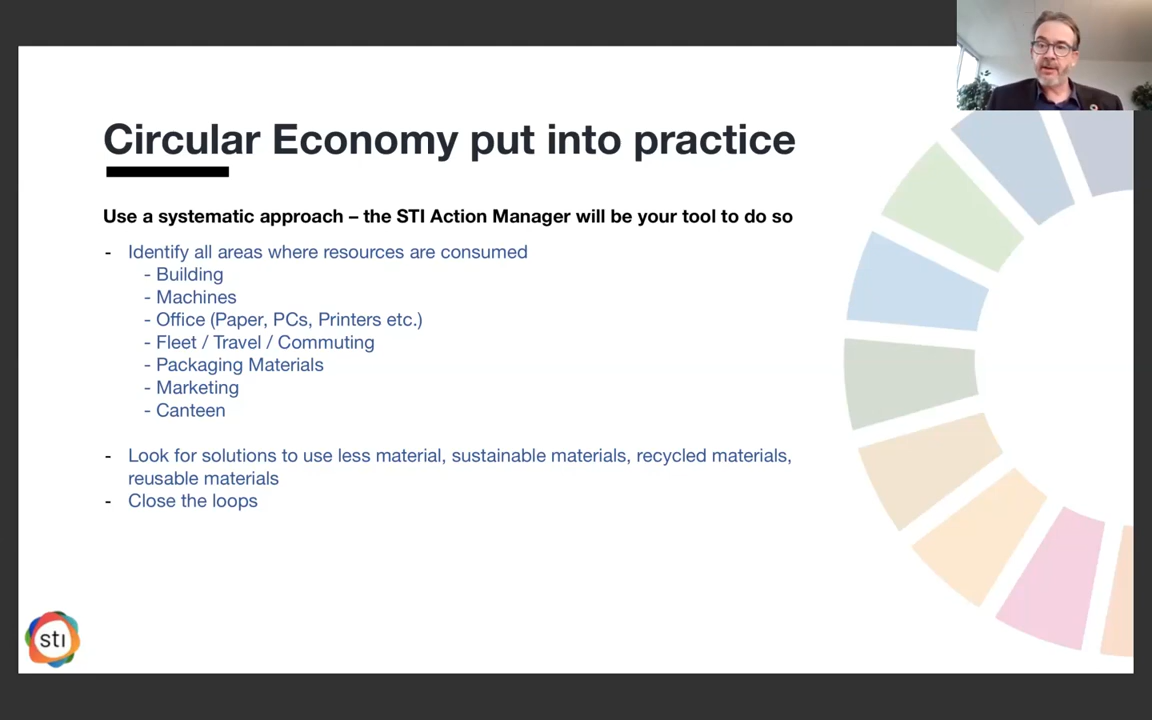 Circular Economy put into practice
Use a systematic approach – the STI Action Manager will be your tool to do so
- Identify all areas where resources are consumed
- Building
- Machines
- Office (Paper, PCs, Printers etc.)
- Fleet / Travel / Commuting
- Packaging Materials
- Marketing
- Canteen
- Look for solutions to use less material, sustainable materials, recycled materials,
reusable materials
- Close the loops
stı